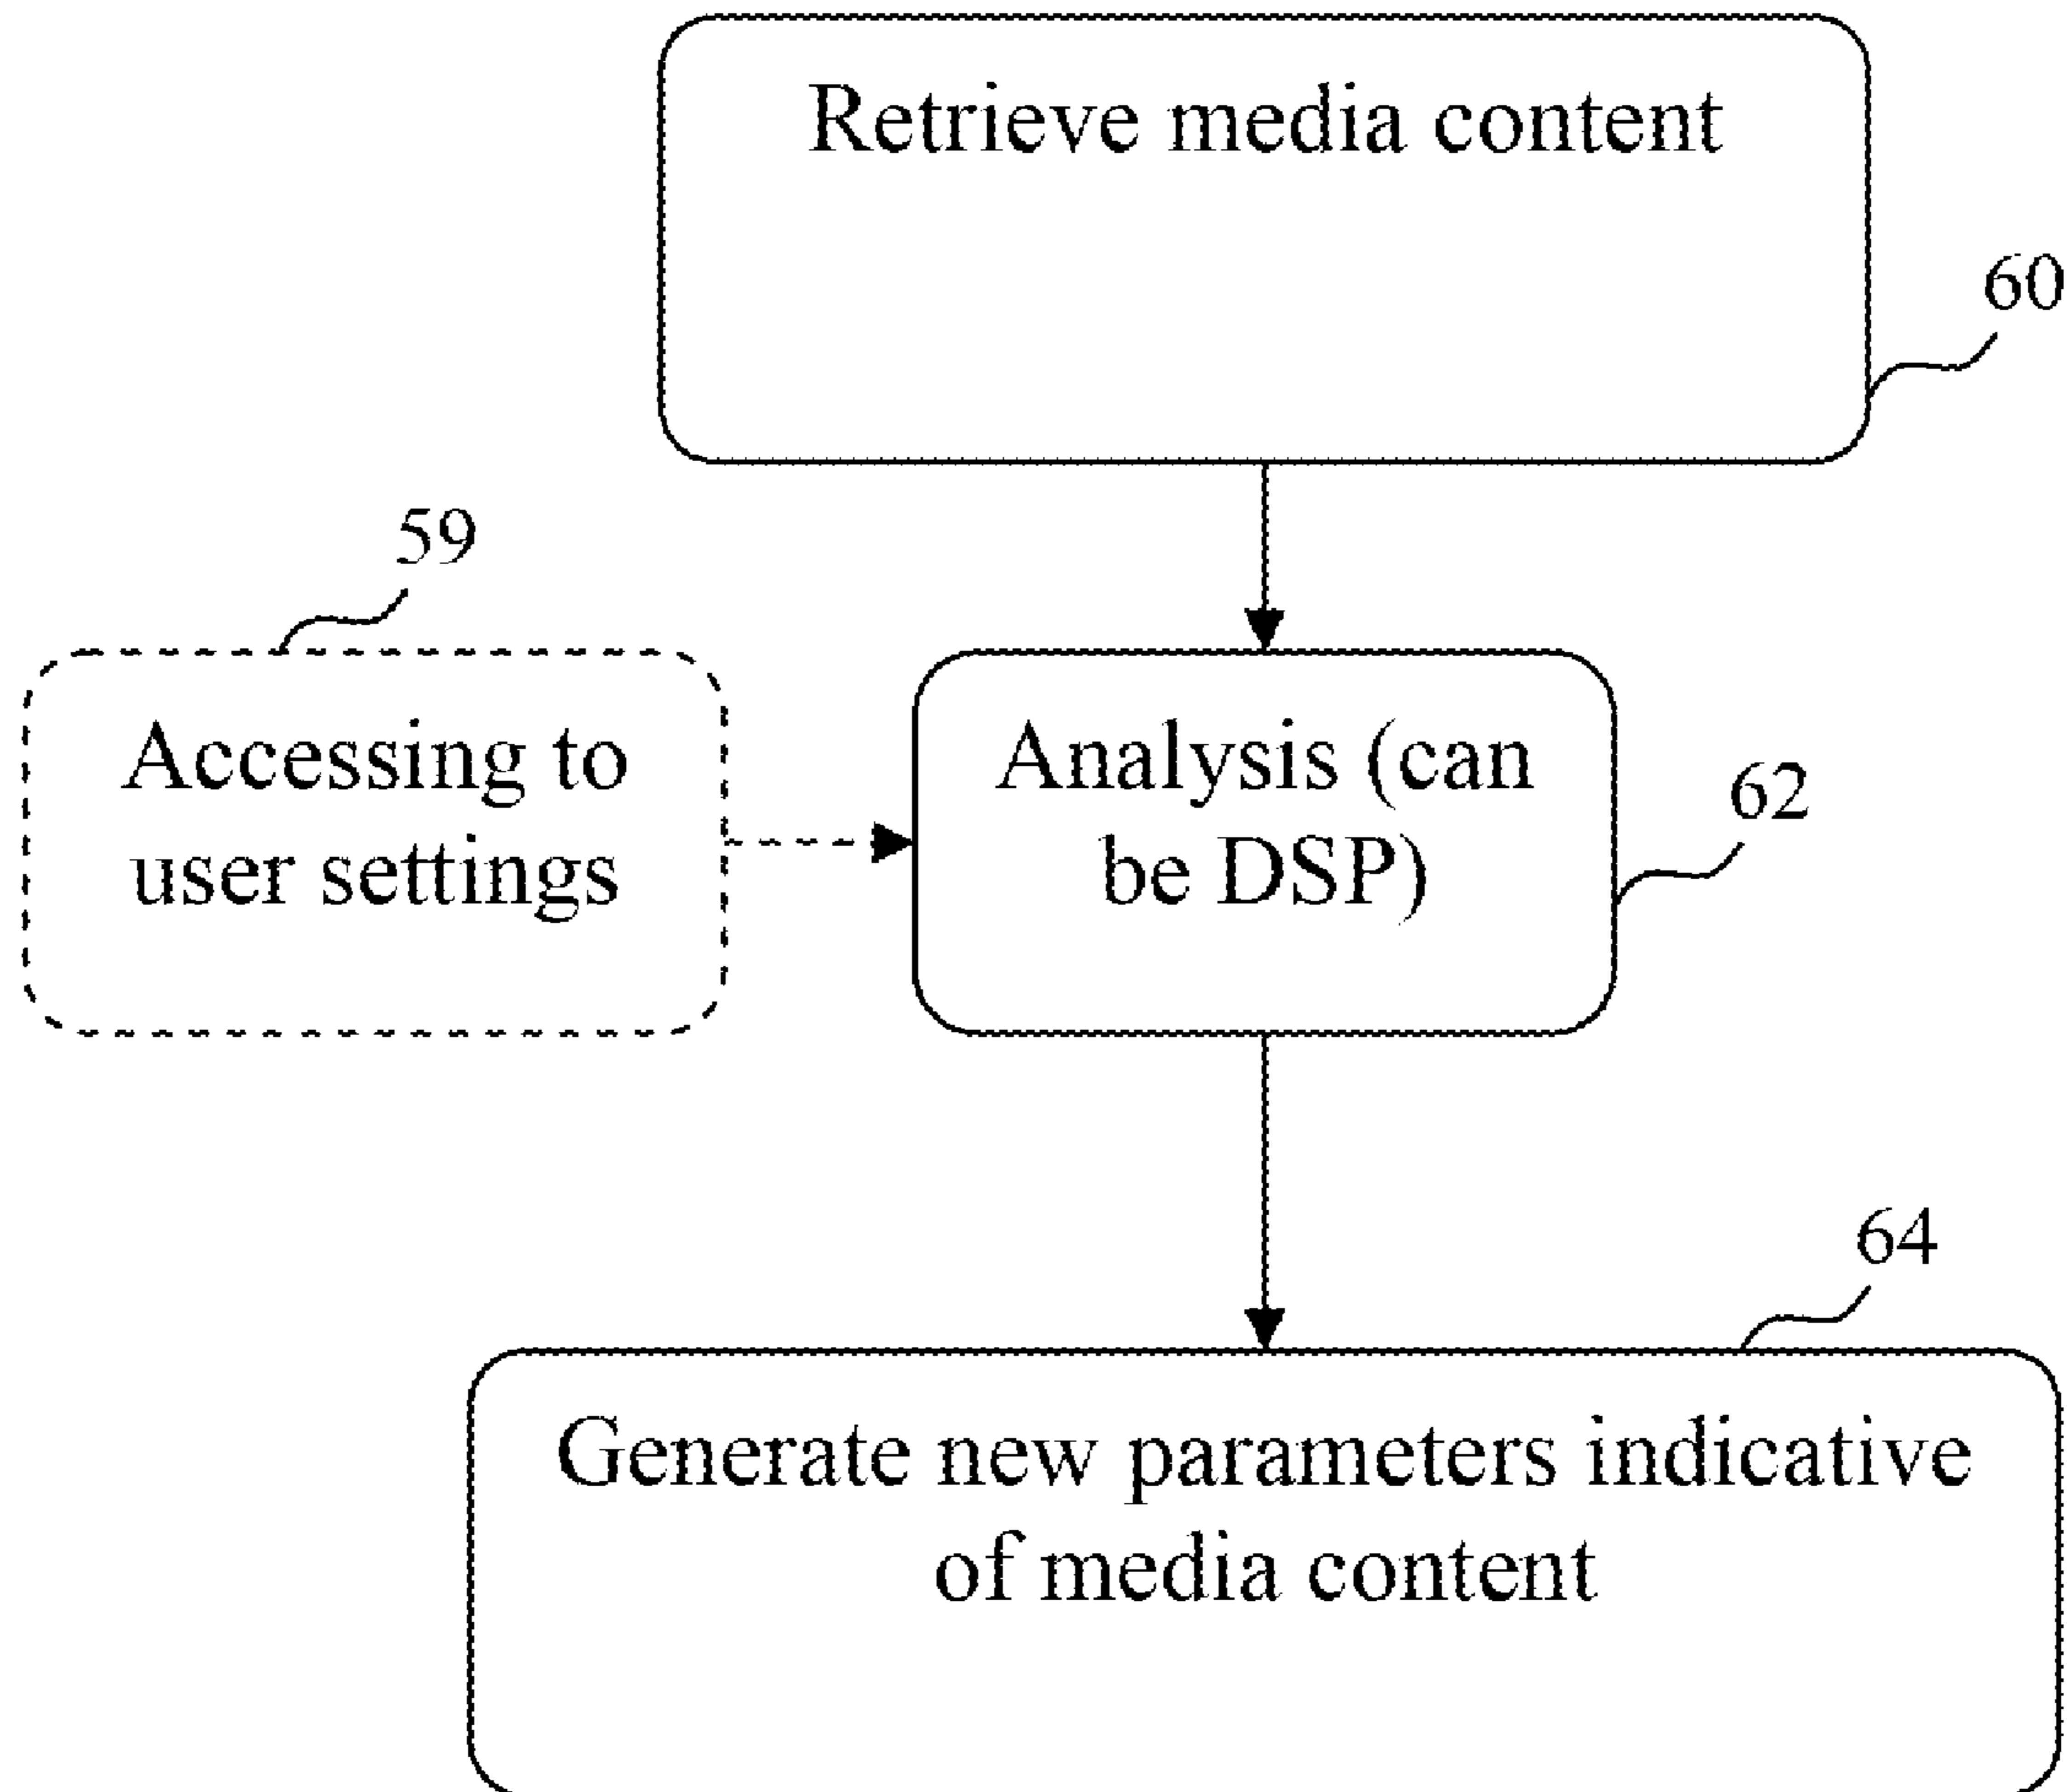 Retrieve media content
60
59
Accessing to
user settings
Analysis (can
be DSP)
62
64
Generate new parameters indicative
of media content